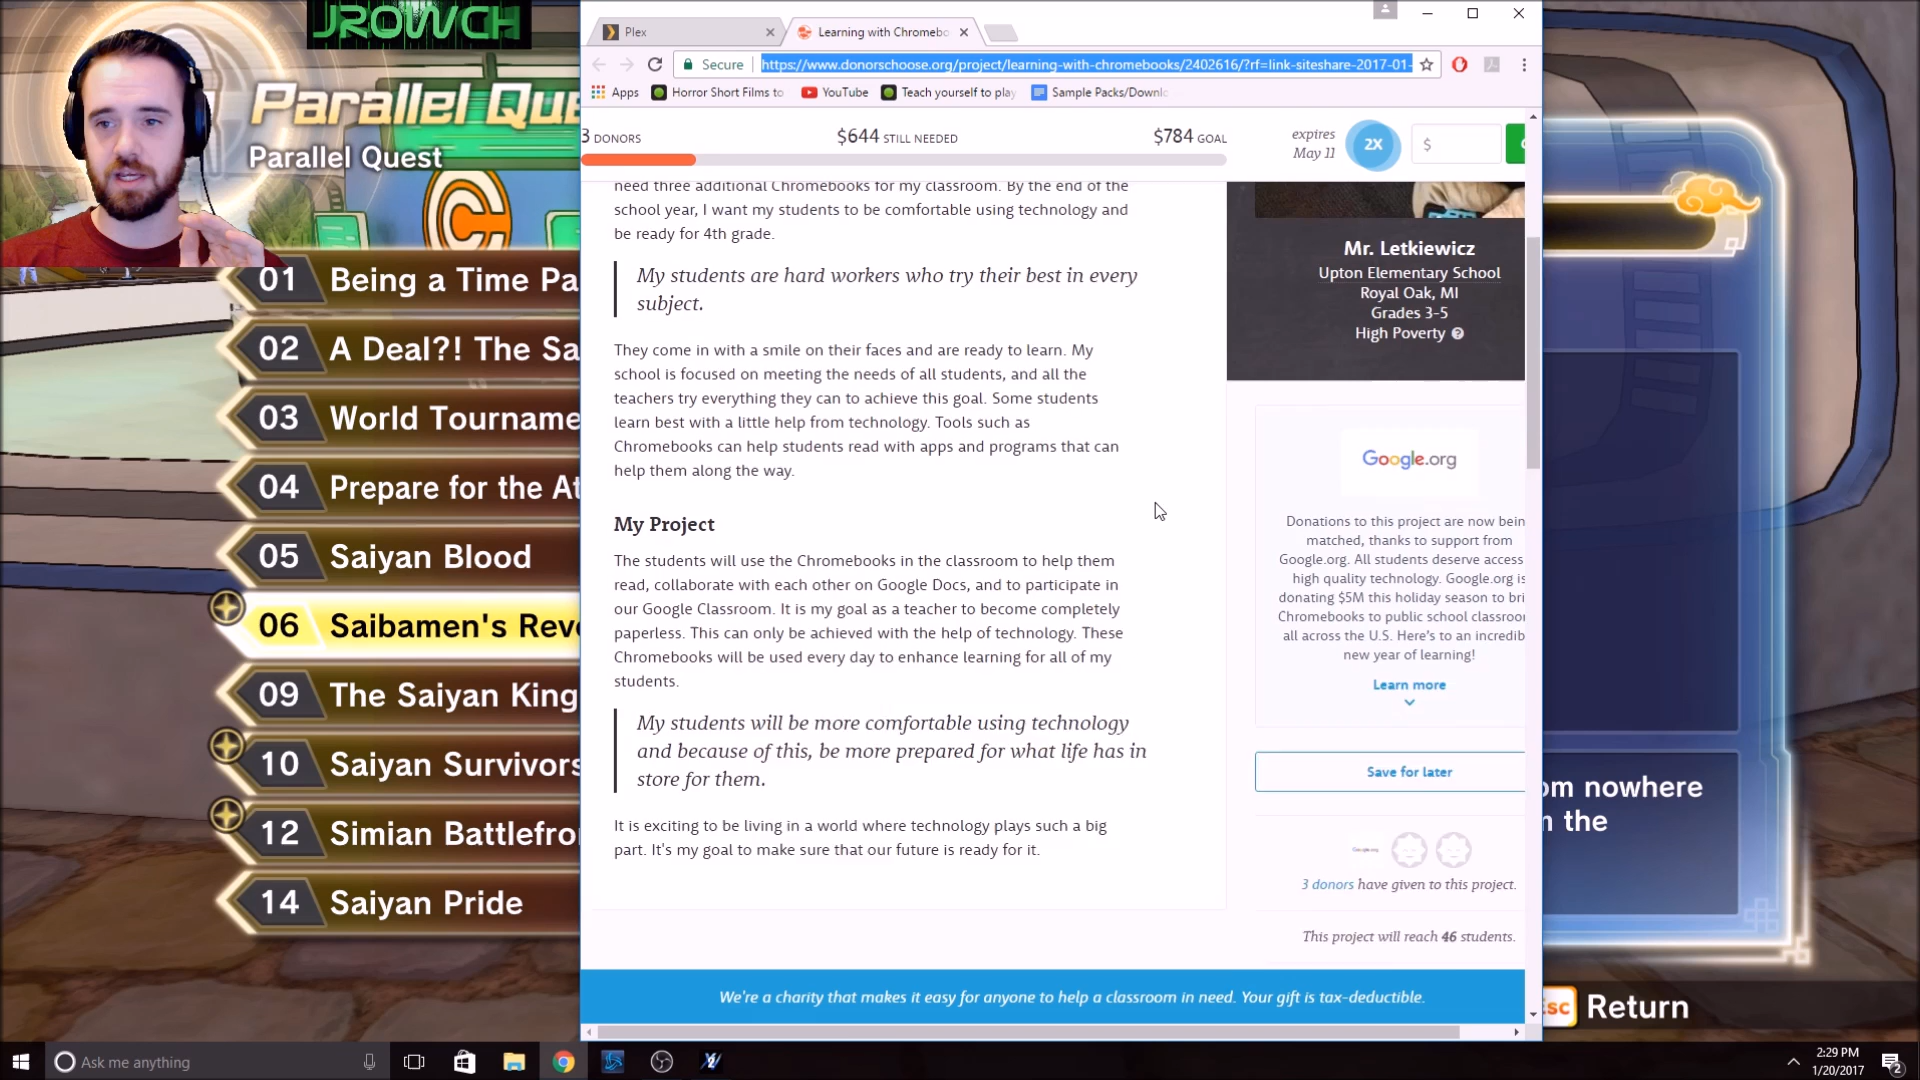 JROWCH
Parallel Que
Parallel Quest
01 Being a Time Pa
02 A Deal?! The Sa
03 World Tourname
04 Prepare for the At
05 Saiyan Blood
06 Saibamen's Reve
09 The Saiyan King
10 Saiyan Survivors
12 Simian Battlefro
14 Saiyan Pride
Plex
Learning with Chromebo
Secure https://www.donorschoose.org/project/learning-with-chromebooks/2402616/?rf=link-siteshare-2017-01-
Apps Horror Short Films to YouTube Teach yourself to play Sample Packs/Downlo
3 DONORS $644 STILL NEEDED $784 GOAL
expires
May 11
2X
$
need three additional Chromebooks for my classroom. By the end of the
school year, I want my students to be comfortable using technology and
be ready for 4th grade.
My students are hard workers who try their best in every
subject.
They come in with a smile on their faces and are ready to learn. My
school is focused on meeting the needs of all students, and all the
teachers try everything they can to achieve this goal. Some students
learn best with a little help from technology. Tools such as
Chromebooks can help students read with apps and programs that can
help them along the way.
My Project
The students will use the Chromebooks in the classroom to help them
read, collaborate with each other on Google Docs, and to participate in
our Google Classroom. It is my goal as a teacher to become completely
paperless. This can only be achieved with the help of technology. These
Chromebooks will be used every day to enhance learning for all of my
students.
My students will be more comfortable using technology
and because of this, be more prepared for what life has in
store for them.
It is exciting to be living in a world where technology plays such a big
part. It's my goal to make sure that our future is ready for it.
Mr. Letkiewicz
Upton Elementary School
Royal Oak, MI
Grades 3-5
High Poverty ?
Google.org
Donations to this project are now bein
matched, thanks to support from
Google.org. All students deserve access
high quality technology. Google.org is
donating $5M this holiday season to bri
Chromebooks to public school classroom
all across the U.S. Here's to an incredib
new year of learning!
Learn more
Save for later
Google.org
3 donors have given to this project.
This project will reach 46 students.
We're a charity that makes it easy for anyone to help a classroom in need. Your gift is tax-deductible.
om nowhere
n the
Esc Return
Ask me anything
2:29 PM
1/20/2017
2